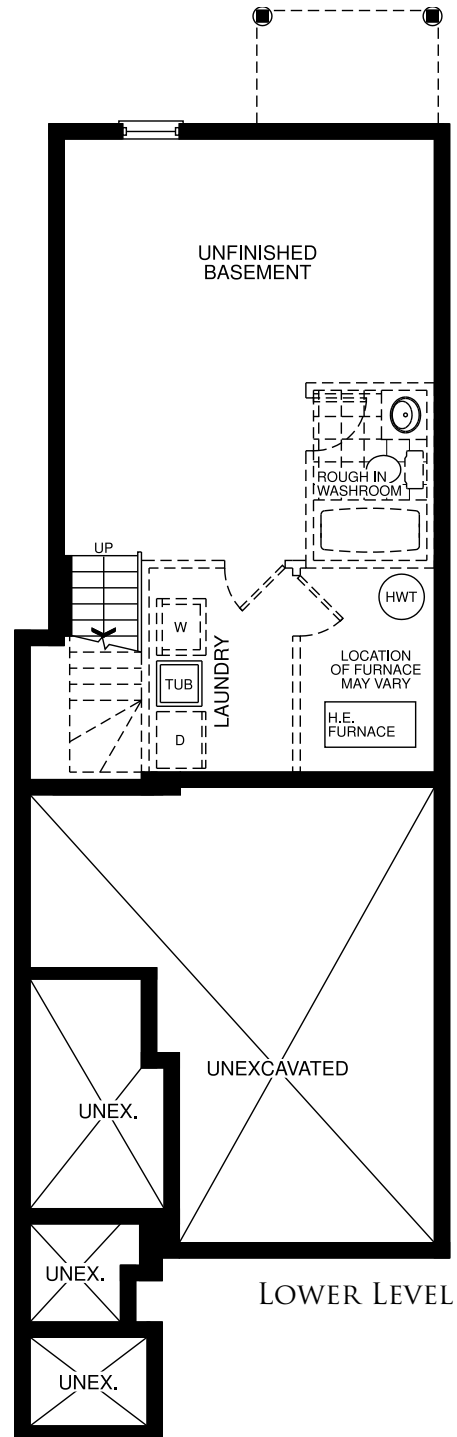 UNFINISHED
BASEMENT
ROUGH IN
WASHROOM
UP
HWT
W
LAUNDRY
TUB
LOCATION
OF FURNACE
MAY VARY
H.E.
FURNACE
D
UNEXCAVATED
UNEX.
UNEX.
LOWER LEVEL
UNEX.